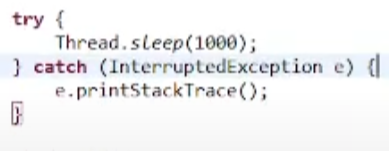 try {
    Thread.sleep(1000);
} catch (InterruptedException e) {
    e.printStackTrace();
}